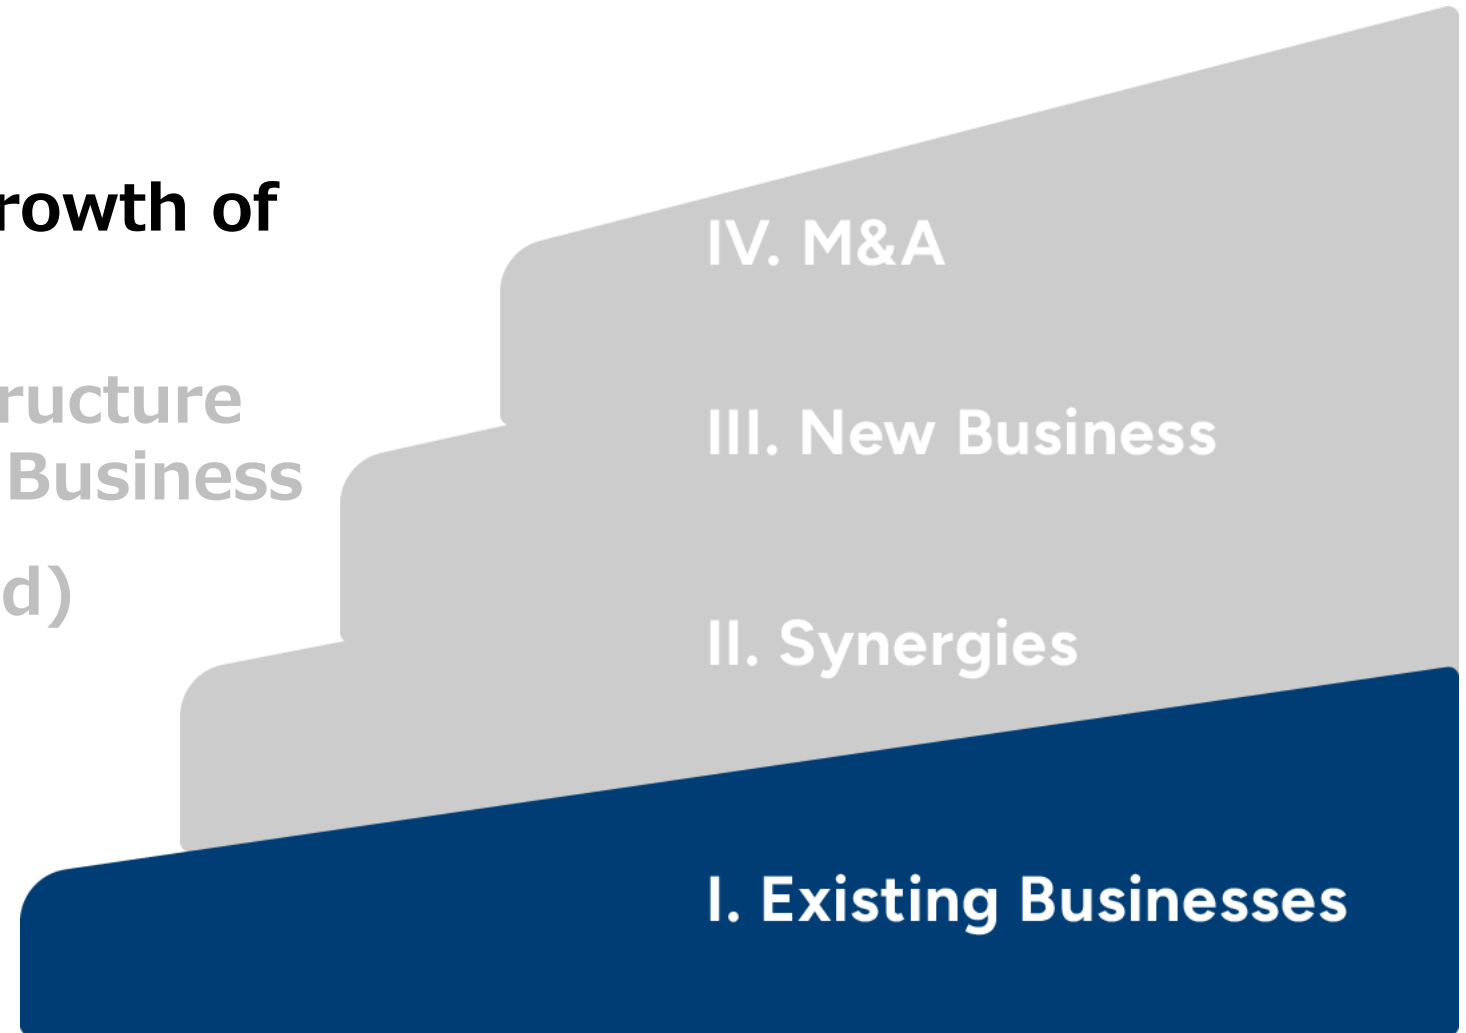 rowth of
ructure
Business
d)
IV. M&A
III. New Business
II. Synergies
I. Existing Businesses